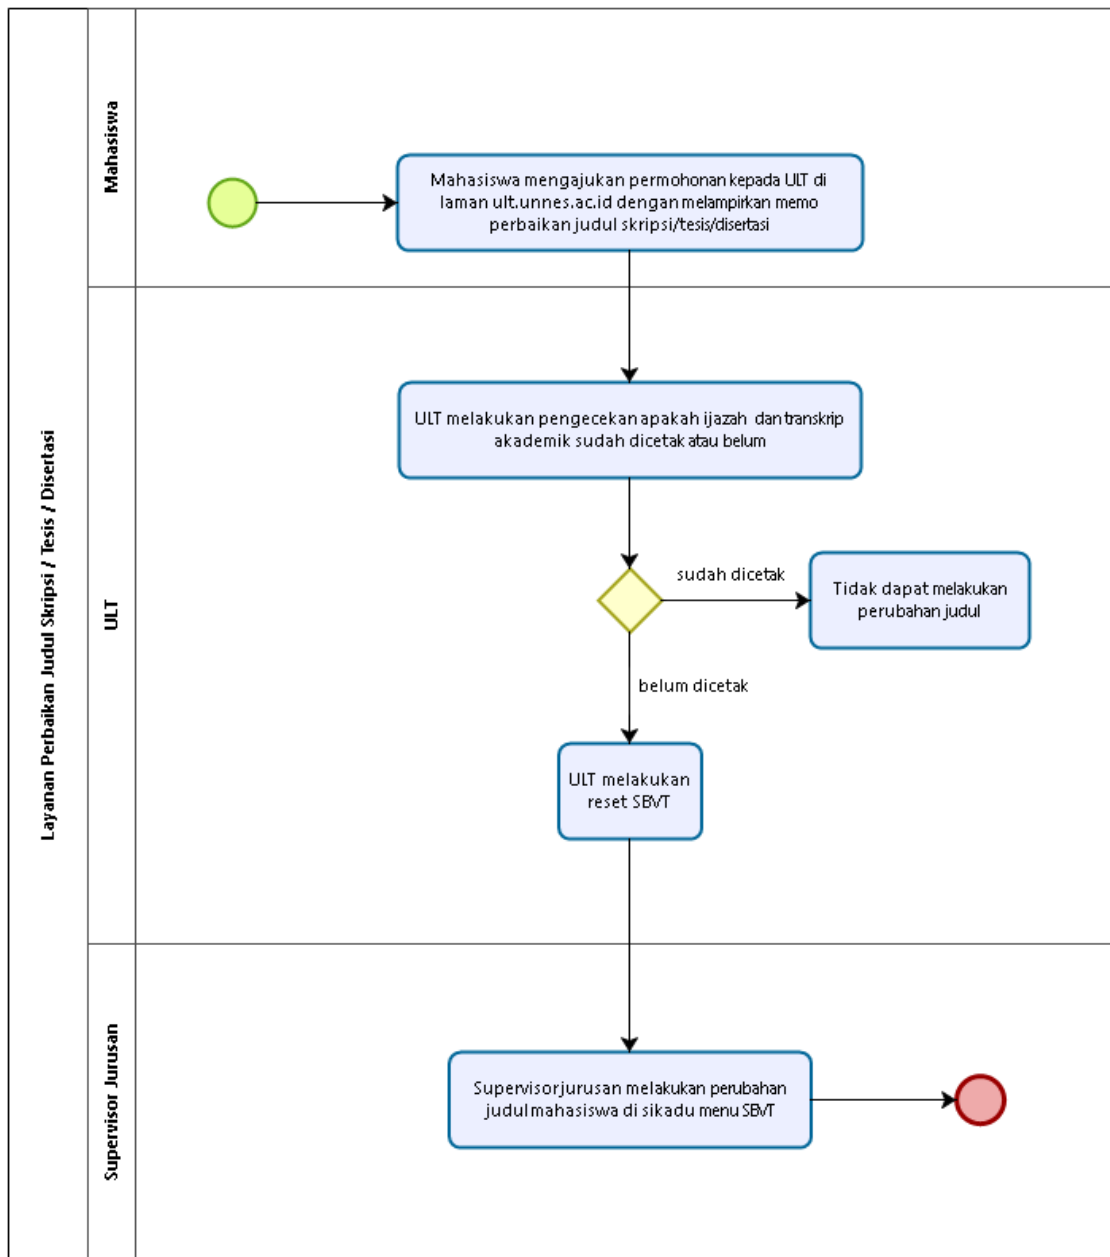 Layanan Perbaikan Judul Skripsi / Tesis / Disertasi
Mahasiswa
Mahasiswa mengajukan permohonan kepada ULT di
laman ult.unnes.ac.id dengan melampirkan memo
perbaikan judul skripsi/tesis/disertasi
ULT
ULT melakukan pengecekan apakah ijazah dan transkrip
akademik sudah dicetak atau belum
sudah dicetak
Tidak dapat melakukan
perubahan judul
belum dicetak
ULT melakukan
reset SBVT
Supervisor Jurusan
Supervisor jurusan melakukan perubahan
judul mahasiswa di sikadu menu SBVT